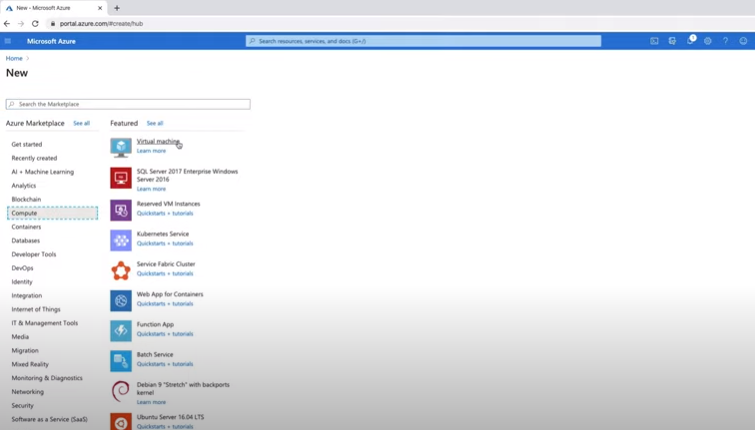 New - Microsoft Azure
portal.azure.com/#create/hub
Microsoft Azure
Search resources, services, and docs (G+/)
Home
New
Search the Marketplace
Azure Marketplace See all
Get started
Recently created
AI + Machine Learning
Analytics
Blockchain
Compute
Containers
Databases
Developer Tools
DevOps
Identity
Integration
Internet of Things
IT & Management Tools
Media
Migration
Mixed Reality
Monitoring & Diagnostics
Networking
Security
Software as a Service (SaaS)
Featured See all
Virtual machine
Learn more
SQL Server 2017 Enterprise Windows
Server 2016
Learn more
Reserved VM Instances
Quickstarts + tutorials
Kubernetes Service
Quickstarts + tutorials
Service Fabric Cluster
Quickstarts + tutorials
Web App for Containers
Quickstarts + tutorials
Function App
Quickstarts + tutorials
Batch Service
Quickstarts + tutorials
Debian 9 "Stretch" with backports
kernel
Learn more
Ubuntu Server 16.04 LTS
Quickstarts + tutorials